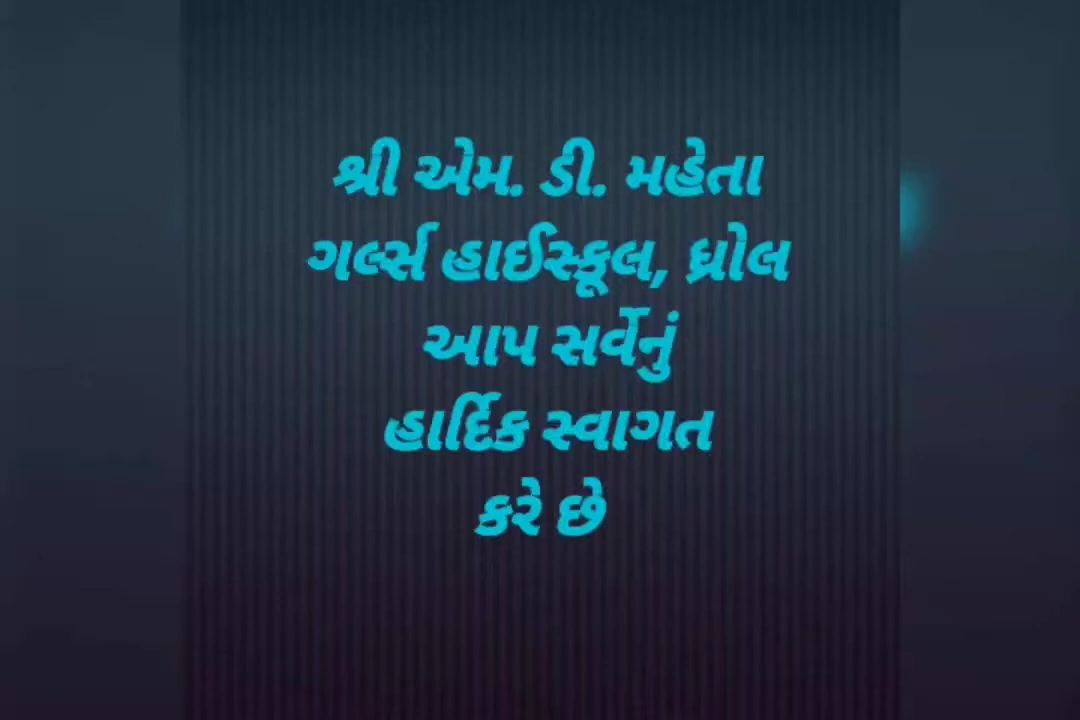 શ્રી એમ. ડી. મહેતા
ગર્લ્સ હાઈસ્કૂલ, ધ્રોલ
આપ સર્વેનું
હાર્દિક સ્વાગત
કરે છે